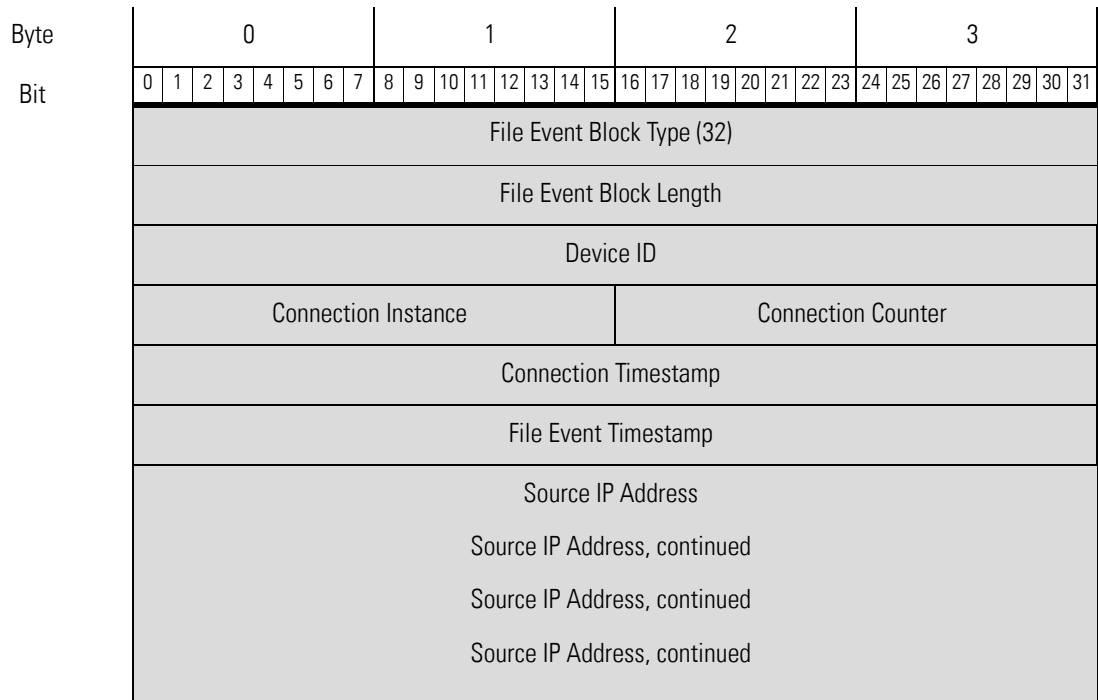 Byte 0 1 2 3
Bit 0 1 2 3 4 5 6 7 8 9 10 11 12 13 14 15 16 17 18 19 20 21 22 23 24 25 26 27 28 29 30 31
File Event Block Type (32)
File Event Block Length
Device ID
Connection Instance Connection Counter
Connection Timestamp
File Event Timestamp
Source IP Address
Source IP Address, continued
Source IP Address, continued
Source IP Address, continued